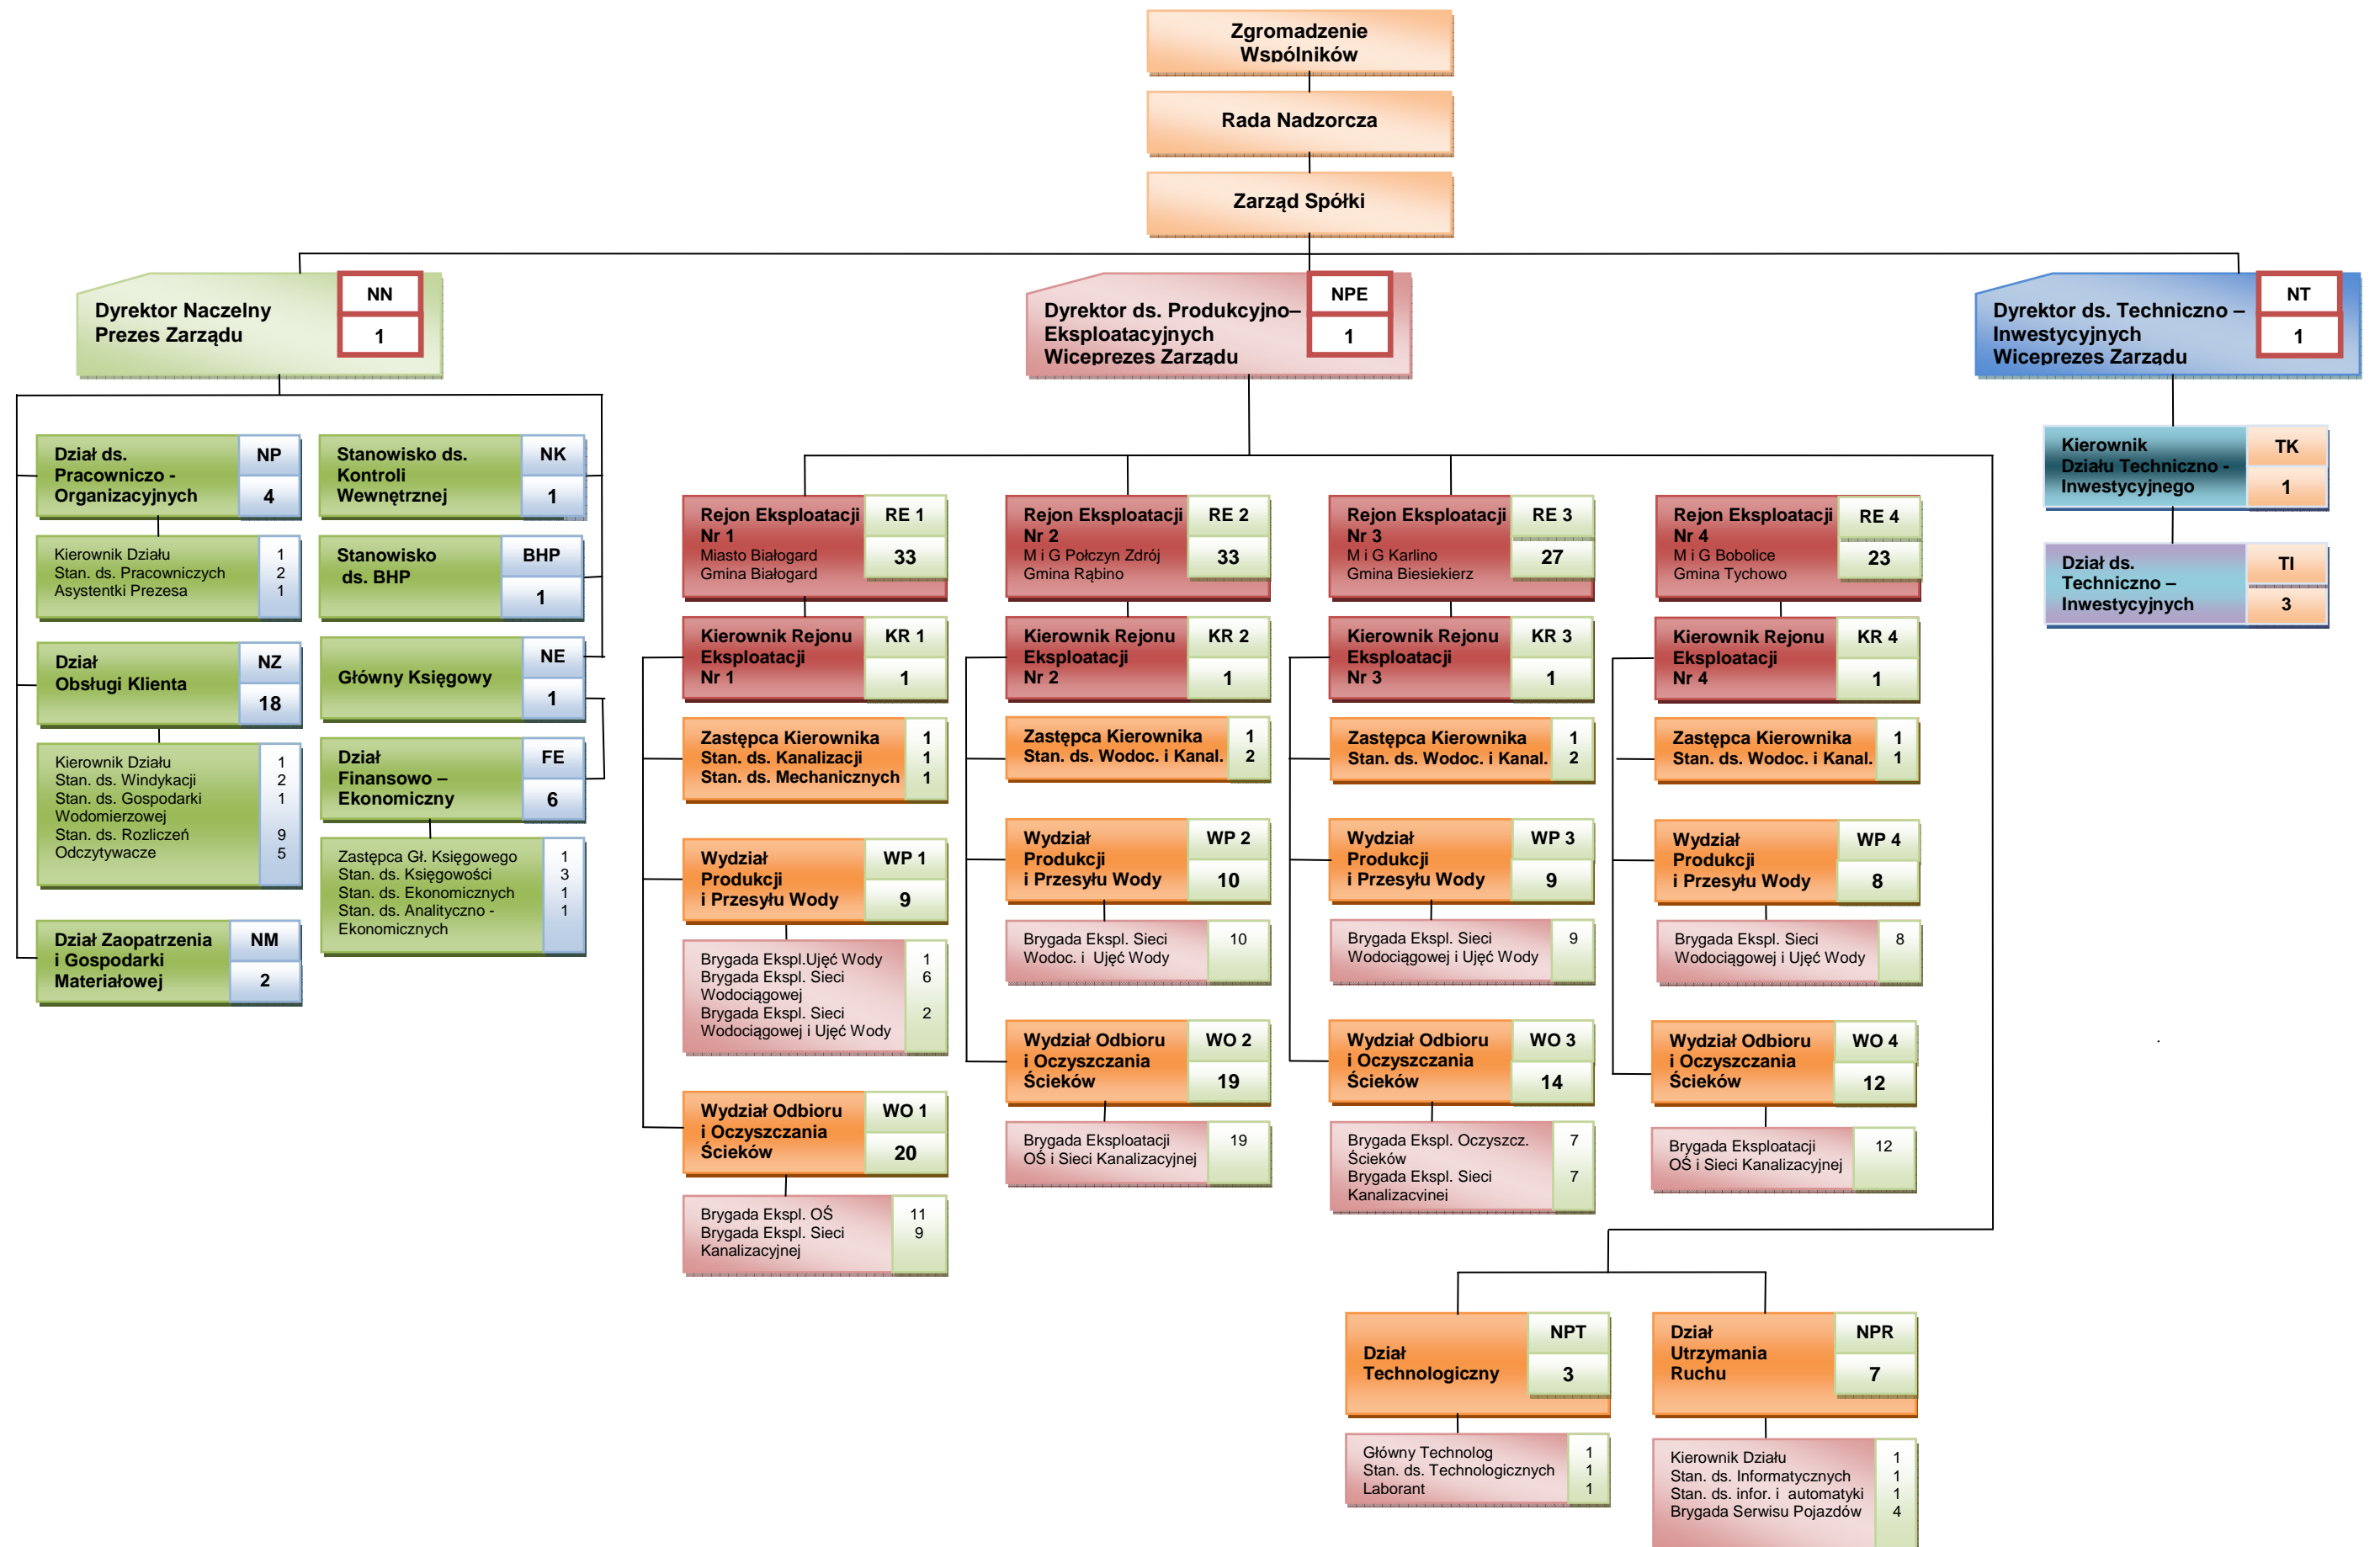 Zgromadzenie
Wspólników
Rada Nadzorcza
Zarząd Spółki
Dyrektor Naczelny
Prezes Zarządu
NN
1
Dyrektor ds. Produkcyjno–
Eksploatacyjnych
Wiceprezes Zarządu
NPE
1
Dyrektor ds. Techniczno –
Inwestycyjnych
Wiceprezes Zarządu
NT
1
Dział ds.
Pracowniczo -
Organizacyjnych
NP
4
Kierownik Działu 1
Stan. ds. Pracowniczych 2
Asystentki Prezesa 1
Dział
Obsługi Klienta
NZ
18
Kierownik Działu 1
Stan. ds. Windykacji 2
Stan. ds. Gospodarki 1
Wodomierzowej
Stan. ds. Rozliczeń 9
Odczytywacze 5
Dział Zaopatrzenia
i Gospodarki
Materiałowej
NM
2
Stanowisko ds.
Kontroli
Wewnętrznej
NK
1
Stanowisko
ds. BHP
BHP
1
Główny Księgowy
NE
1
Dział
Finansowo –
Ekonomiczny
FE
6
Zastępca Gł. Księgowego 1
Stan. ds. Księgowości 3
Stan. ds. Ekonomicznych 1
Stan. ds. Analityczno - 1
Ekonomicznych
Rejon Eksploatacji
Nr 1
Miasto Białogard
Gmina Białogard
RE 1
33
Kierownik Rejonu
Eksploatacji
Nr 1
KR 1
1
Zastępca Kierownika 1
Stan. ds. Kanalizacji 1
Stan. ds. Mechanicznych 1
Wydział
Produkcji
i Przesyłu Wody
WP 1
9
Brygada Ekspl.Ujęć Wody 1
Brygada Ekspl. Sieci 6
Wodociągowej
Brygada Ekspl. Sieci 2
Wodociągowej i Ujęć Wody
Wydział Odbioru
i Oczyszczania
Ścieków
WO 1
20
Brygada Ekspl. OŚ 11
Brygada Ekspl. Sieci 9
Kanalizacyjnej
Rejon Eksploatacji
Nr 2
M i G Połczyn Zdrój
Gmina Rąbino
RE 2
33
Kierownik Rejonu
Eksploatacji
Nr 2
KR 2
1
Zastępca Kierownika 1
Stan. ds. Wodoc. i Kanal. 2
Wydział
Produkcji
i Przesyłu Wody
WP 2
10
Brygada Ekspl. Sieci 10
Wodoc. i Ujęć Wody
Wydział Odbioru
i Oczyszczania
Ścieków
WO 2
19
Brygada Eksploatacji 19
OŚ i Sieci Kanalizacyjnej
Rejon Eksploatacji
Nr 3
M i G Karlino
Gmina Biesiekierz
RE 3
27
Kierownik Rejonu
Eksploatacji
Nr 3
KR 3
1
Zastępca Kierownika 1
Stan. ds. Wodoc. i Kanal. 2
Wydział
Produkcji
i Przesyłu Wody
WP 3
9
Brygada Ekspl. Sieci 9
Wodociągowej i Ujęć Wody
Wydział Odbioru
i Oczyszczania
Ścieków
WO 3
14
Brygada Ekspl. Oczyszcz. 7
Ścieków
Brygada Ekspl. Sieci 7
Kanalizacyjnej
Rejon Eksploatacji
Nr 4
M i G Bobolice
Gmina Tychowo
RE 4
23
Kierownik Rejonu
Eksploatacji
Nr 4
KR 4
1
Zastępca Kierownika 1
Stan. ds. Wodoc. i Kanal. 1
Wydział
Produkcji
i Przesyłu Wody
WP 4
8
Brygada Ekspl. Sieci 8
Wodociągowej i Ujęć Wody
Wydział Odbioru
i Oczyszczania
Ścieków
WO 4
12
Brygada Eksploatacji 12
OŚ i Sieci Kanalizacyjnej
Kierownik
Działu Techniczno -
Inwestycyjnego
TK
1
Dział ds.
Techniczno –
Inwestycyjnych
TI
3
Dział
Technologiczny
NPT
3
Główny Technolog 1
Stan. ds. Technologicznych 1
Laborant 1
Dział
Utrzymania
Ruchu
NPR
7
Kierownik Działu 1
Stan. ds. Informatycznych 1
Stan. ds. infor. i automatyki 1
Brygada Serwisu Pojazdów 4